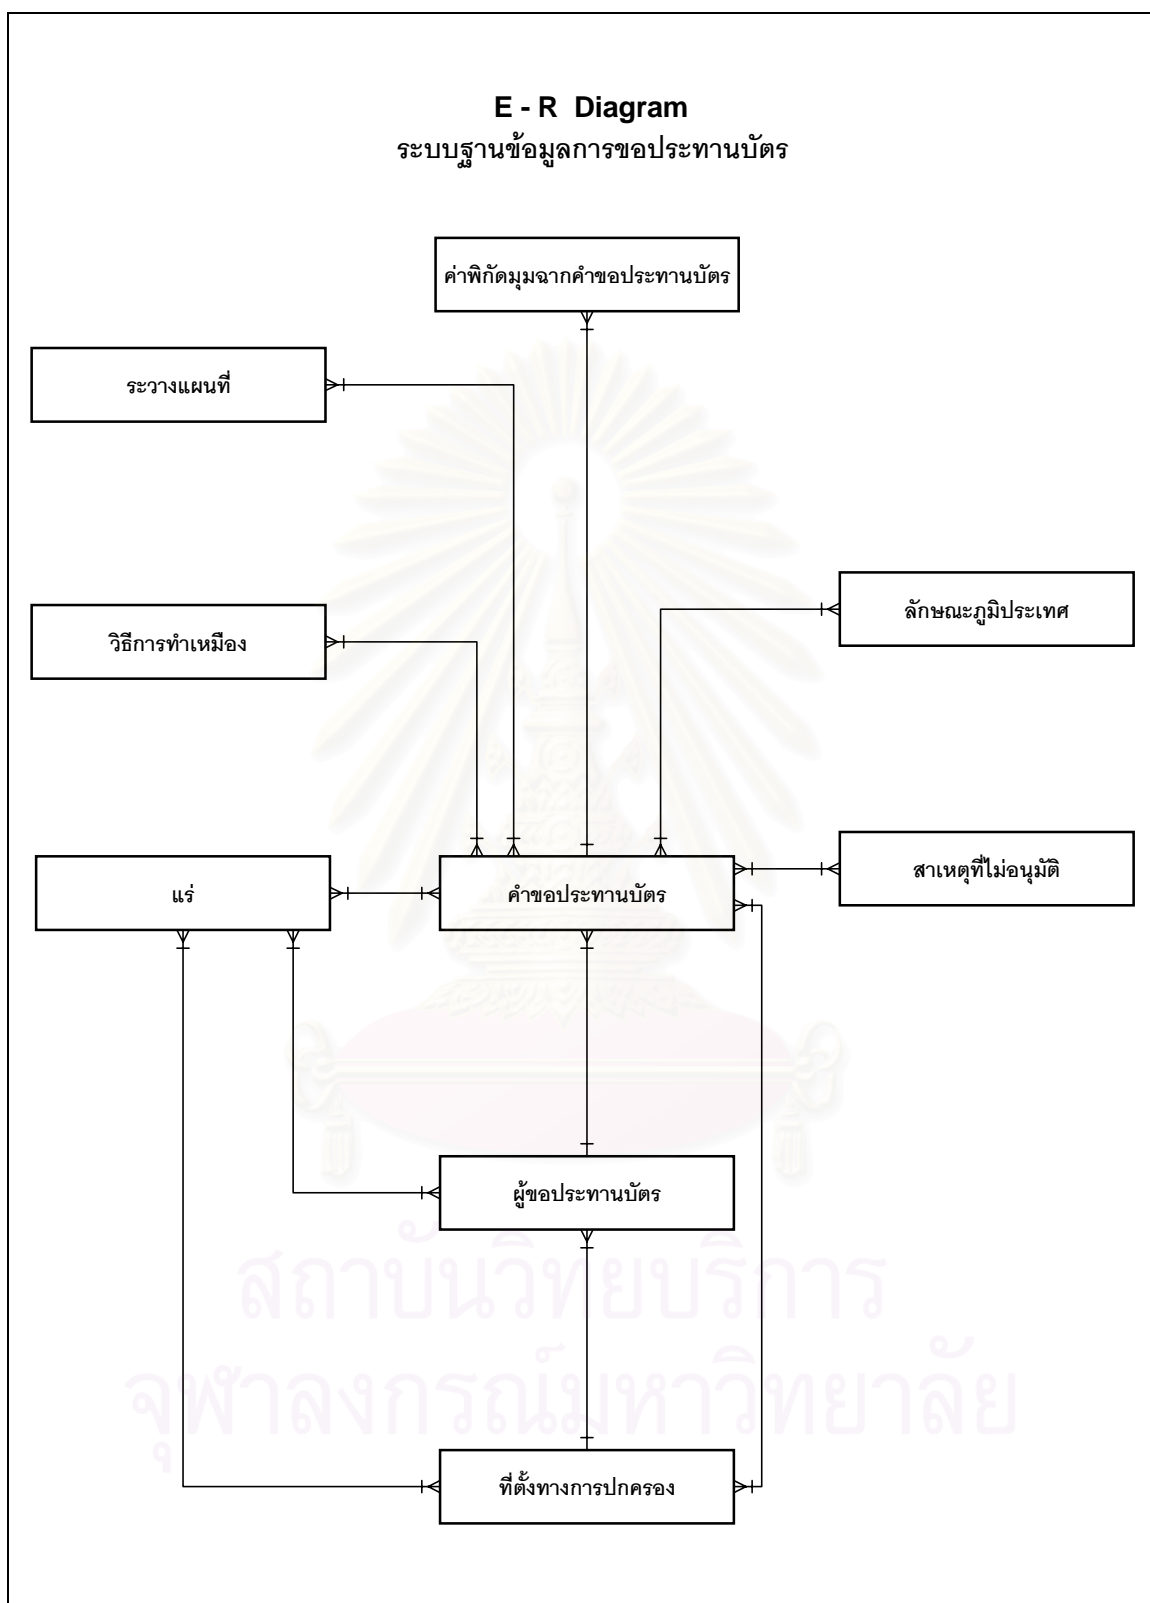 E - R Diagram
ระบบฐานข้อมูลการขอประทานบัตร
ค่าพิกัดมุมฉากคำขอประทานบัตร
ระวางแผนที่
ลักษณะภูมิประเทศ
วิธีการทำเหมือง
สาเหตุที่ไม่อนุมัติ
แร่
คำขอประทานบัตร
ผู้ขอประทานบัตร
สถาบันวิทยบริการ
จุฬาลงกรณ์มหาวิทยาลัย
ที่ตั้งทางการปกครอง